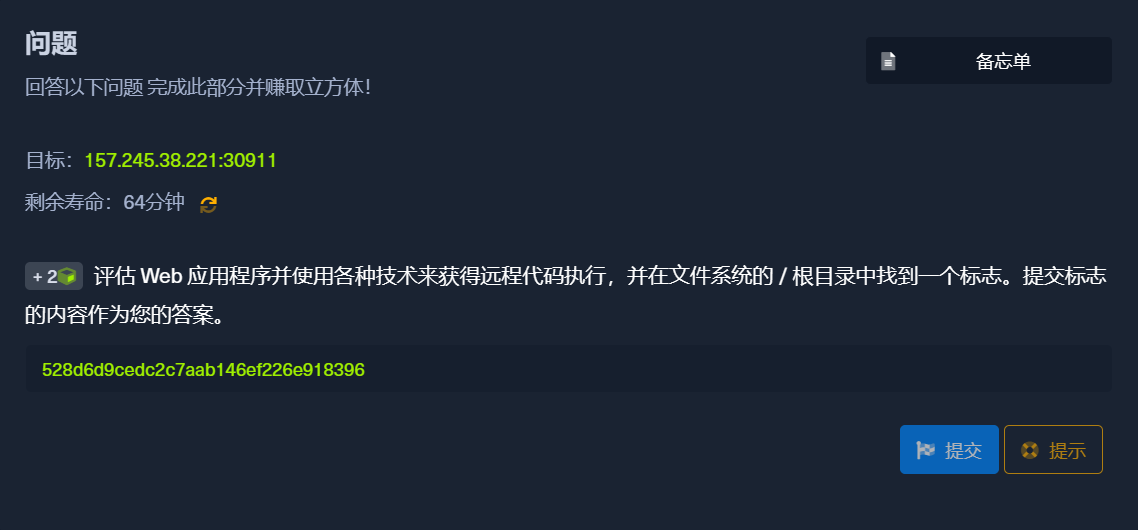 问题
备忘单
回答以下问题 完成此部分并赚取立方体！
目标：157.245.38.221:30911
剩余寿命：64分钟
+ 2 评估 Web 应用程序并使用各种技术来获得远程代码执行，并在文件系统的 / 根目录中找到一个标志。提交标志
的内容作为您的答案。
528d6d9cedc2c7aab146ef226e918396
提交 提示